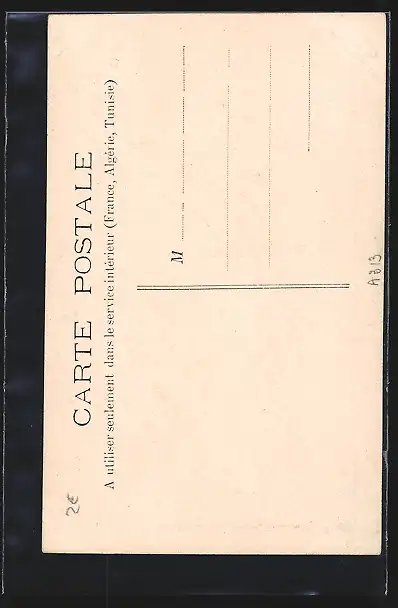 CARTE POSTALE
A utiliser seulement dans le service intérieur (France, Algérie, Tunisie)
M
2€
A313